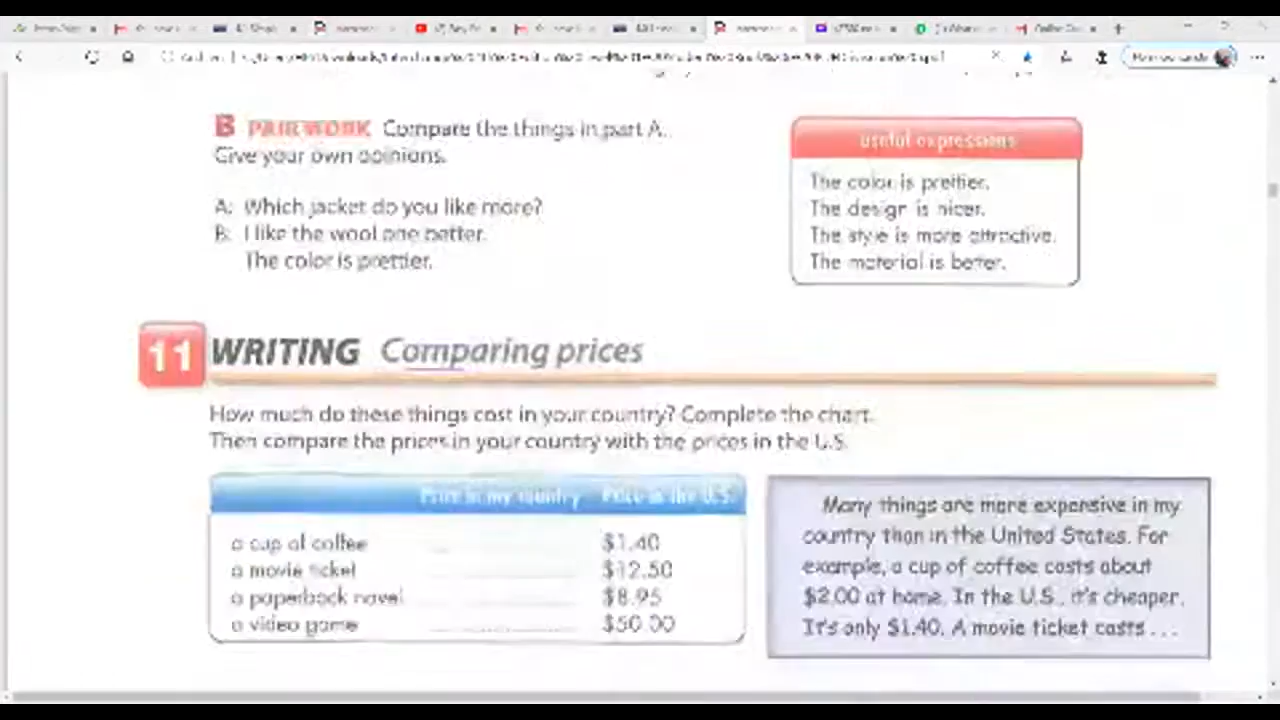 B PAIR WORK Compare the things in part A.
Give your own opinions.
A: Which jacket do you like more?
B: I like the wool one better.
The color is prettier.
useful expressions
The color is prettier.
The design is nicer.
The style is more attractive.
The material is better.
11 WRITING Comparing prices
How much do these things cost in your country? Complete the chart.
Then compare the prices in your country with the prices in the U.S.
Price in my country Price in the U.S.
a cup of coffee $1.40
a movie ticket $12.50
a paperback novel $8.95
a video game $50.00
Many things are more expensive in my
country than in the United States. For
example, a cup of coffee costs about
$2.00 at home. In the U.S., it's cheaper.
It's only $1.40. A movie ticket costs . . .